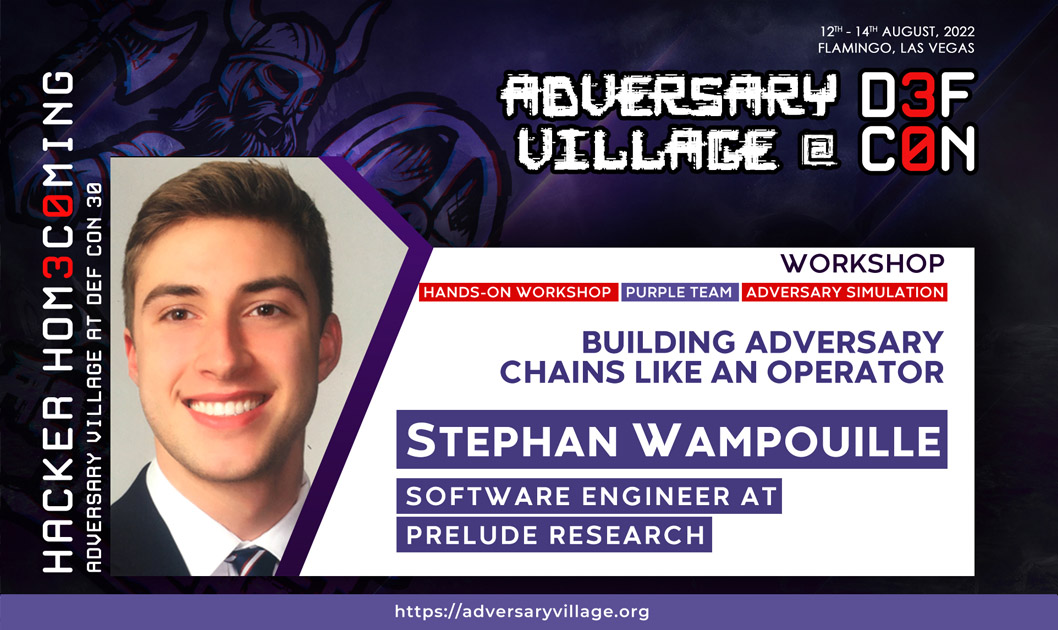 12TH - 14TH AUGUST, 2022
FLAMINGO, LAS VEGAS
ADVERSARY D3F
VILLAGE @ C0N
HACKER HOM3C0MING
ADVERSARY VILLAGE AT DEF CON 30
WORKSHOP
HANDS-ON WORKSHOP PURPLE TEAM ADVERSARY SIMULATION
BUILDING ADVERSARY
CHAINS LIKE AN OPERATOR
STEPHAN WAMPOUILLE
SOFTWARE ENGINEER AT
PRELUDE RESEARCH
https://adversaryvillage.org